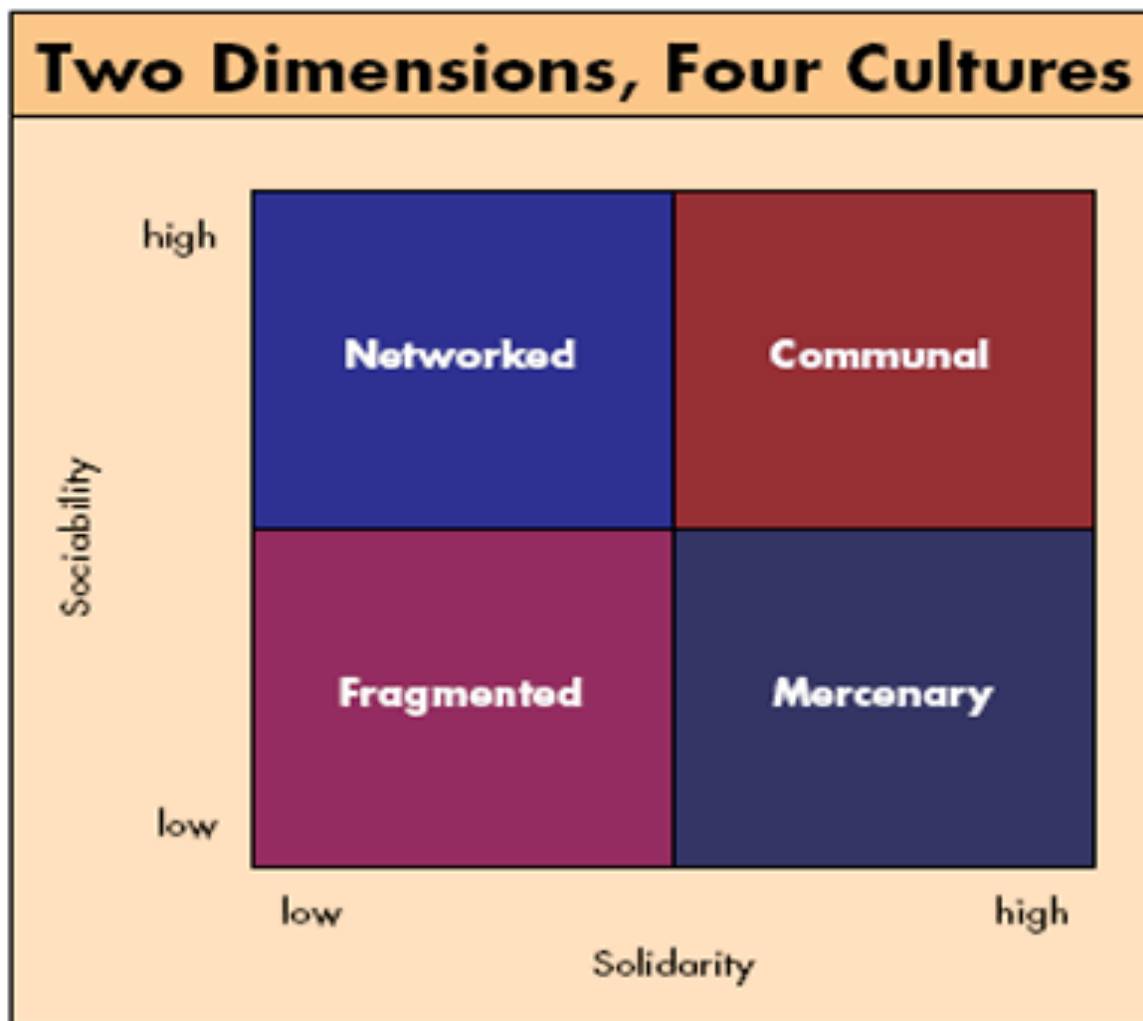 Two Dimensions, Four Cultures
high
Networked
Communal
Sociability
Fragmented
Mercenary
low
low
high
Solidarity